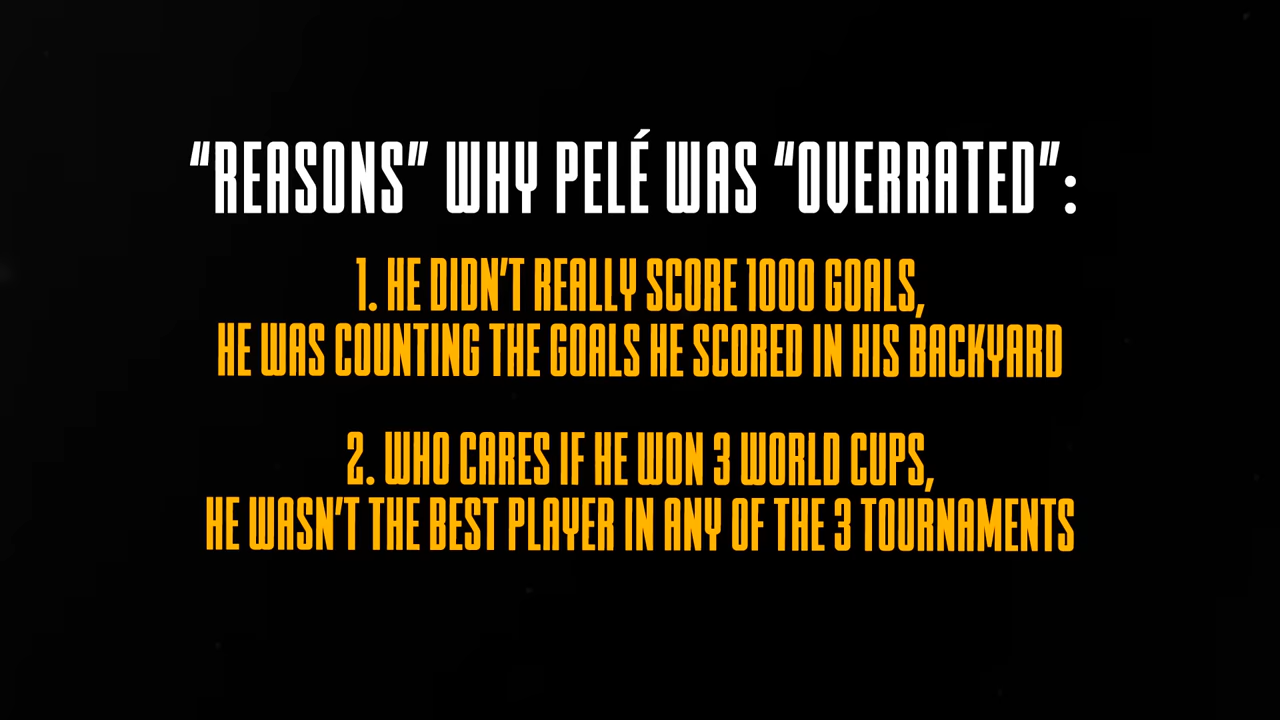 “REASONS” WHY PELÉ WAS “OVERRATED”:
1. HE DIDN’T REALLY SCORE 1000 GOALS,
HE WAS COUNTING THE GOALS HE SCORED IN HIS BACKYARD
2. WHO CARES IF HE WON 3 WORLD CUPS,
HE WASN’T THE BEST PLAYER IN ANY OF THE 3 TOURNAMENTS